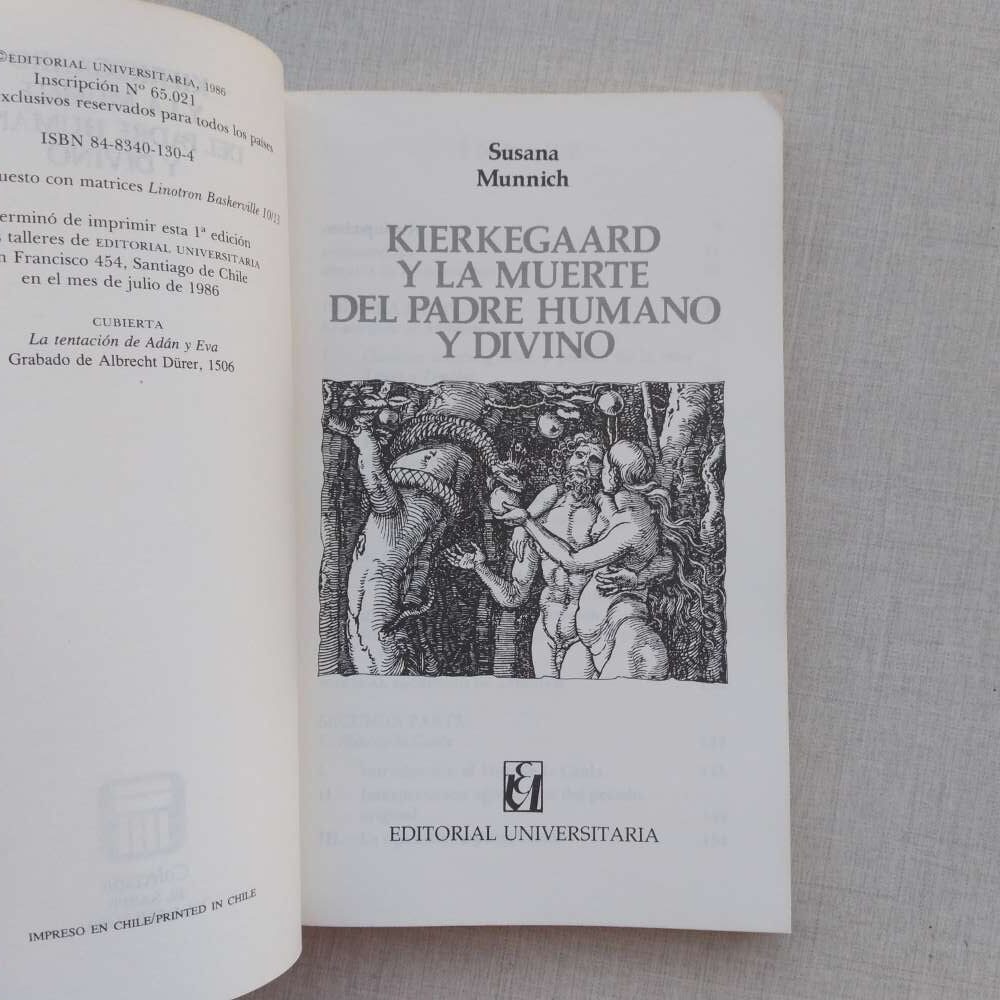 ©EDITORIAL UNIVERSITARIA, 1986
Inscripción Nº 65.021
exclusivos reservados para todos los países
ISBN 84-8340-130-4
con matrices Linotron Baskerville 10/13
de imprimir esta 1ª edición
talleres de EDITORIAL UNIVERSITARIA
Francisco 454, Santiago de Chile
en el mes de julio de 1986
CUBIERTA
La tentación de Adán y Eva
Grabado de Albrecht Dürer, 1506
IMPRESO EN CHILE/PRINTED IN CHILE
Susana
Munnich
KIERKEGAARD
Y LA MUERTE
DEL PADRE HUMANO
Y DIVINO
EDITORIAL UNIVERSITARIA